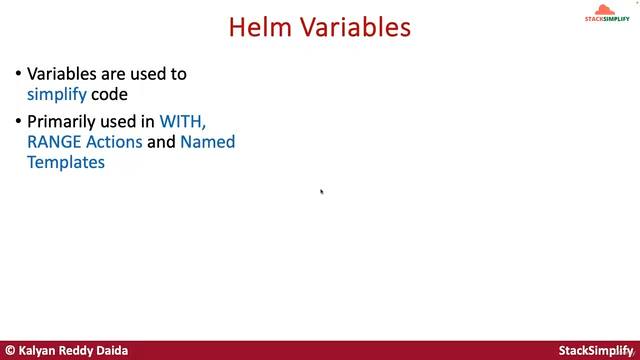 Helm Variables
STACKSIMPLIFY
• Variables are used to
simplify code
• Primarily used in WITH,
RANGE Actions and Named
Templates
© Kalyan Reddy Daida
StackSimplify